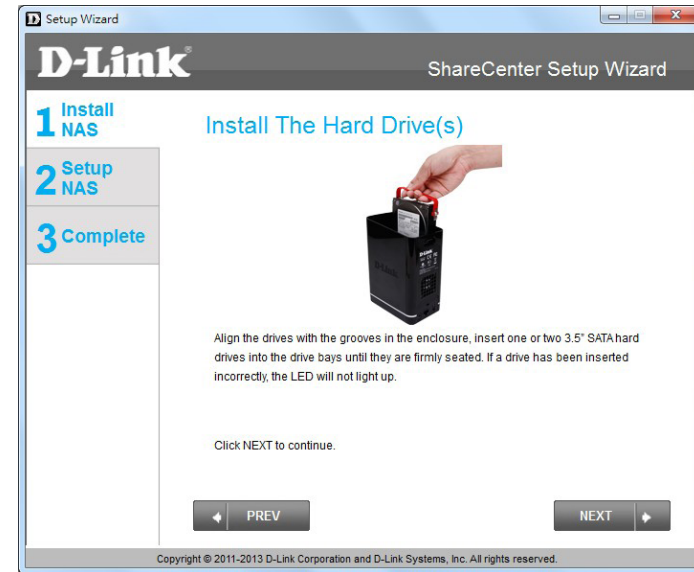 Setup Wizard
D-Link®
ShareCenter Setup Wizard
1 Install
NAS
2 Setup
NAS
3 Complete
Install The Hard Drive(s)
D-Link
Align the drives with the grooves in the enclosure, insert one or two 3.5" SATA hard
drives into the drive bays until they are firmly seated. If a drive has been inserted
incorrectly, the LED will not light up.
Click NEXT to continue.
PREV
NEXT
Copyright © 2011-2013 D-Link Corporation and D-Link Systems, Inc. All rights reserved.